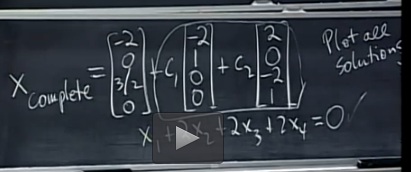 x complete = [-2 0 3/2 0] + c₁ [-2 1 0 0] + c₂ [2 0 -2 1]
Plot all
solutions
x₁ + 2x₂ + 2x₃ + 2x₄ = 0 ✓